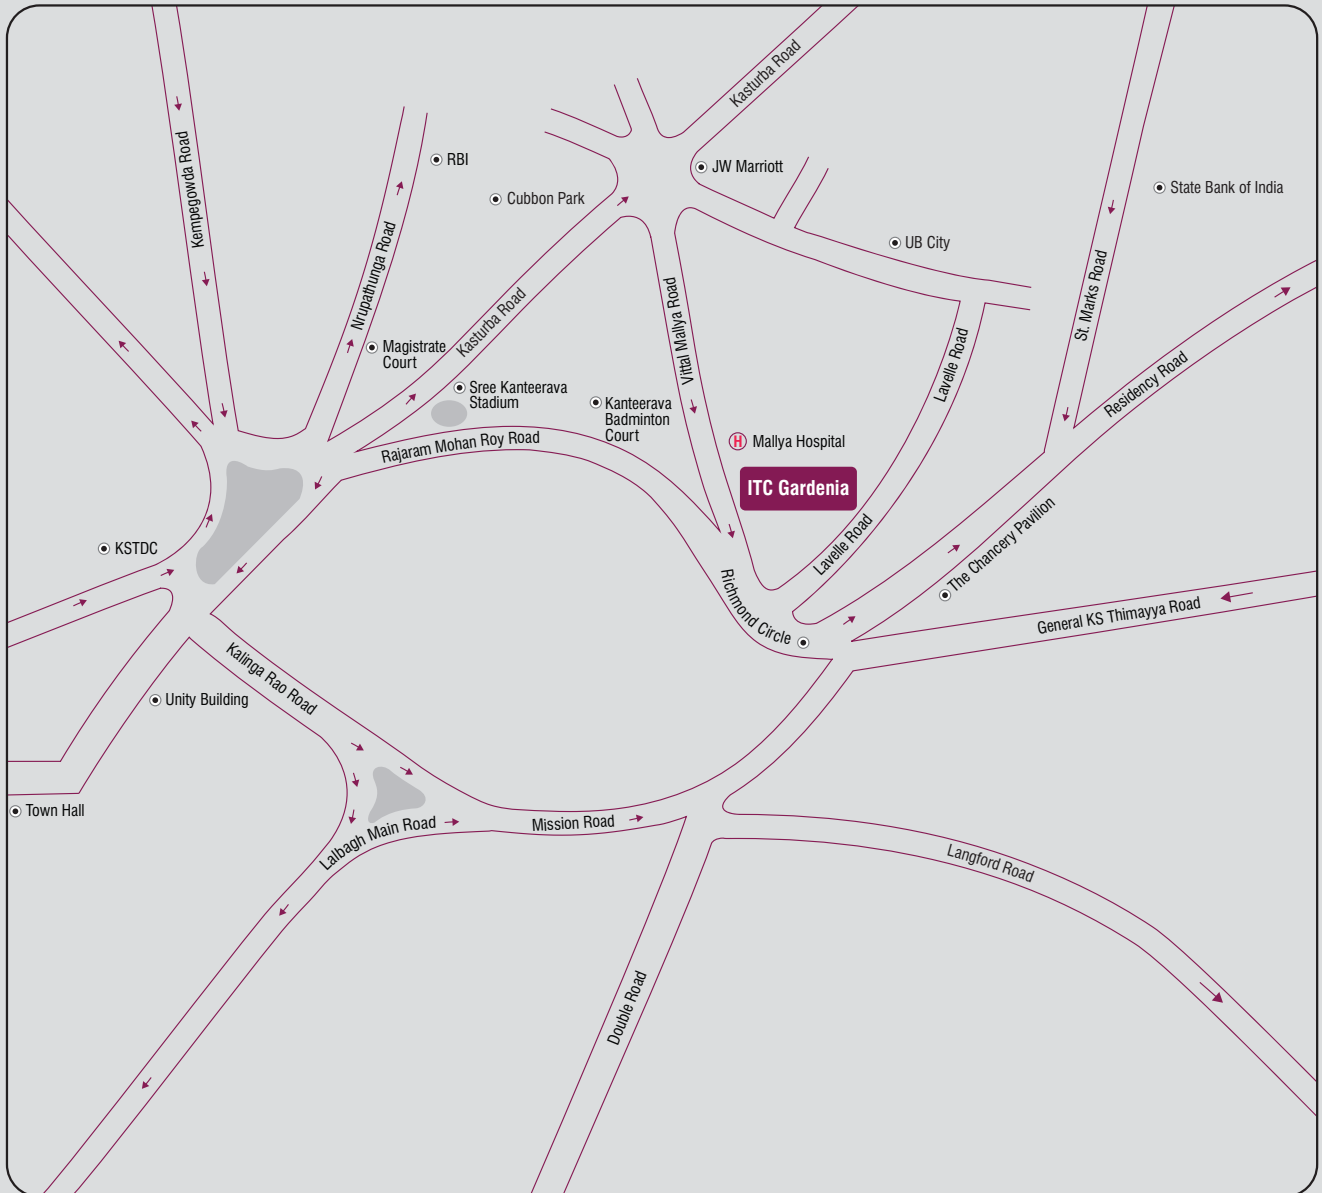 Kasturba Road
Kempegowda Road
RBI
JW Marriott
Cubbon Park
State Bank of India
Nrupathunga Road
UB City
Vittal Mallya Road
St. Marks Road
Kasturba Road
Magistrate
Court
Lavelle Road
Residency Road
Sree Kanteerava
Stadium
Kanteerava
Badminton
Court
Rajaram Mohan Roy Road
H
Mallya Hospital
ITC Gardenia
KSTDC
Lavelle Road
The Chancery Pavilion
Richmond Circle
General KS Thimayya Road
Kalinga Rao Road
Unity Building
Town Hall
Lalbagh Main Road
Mission Road
Langford Road
Double Road